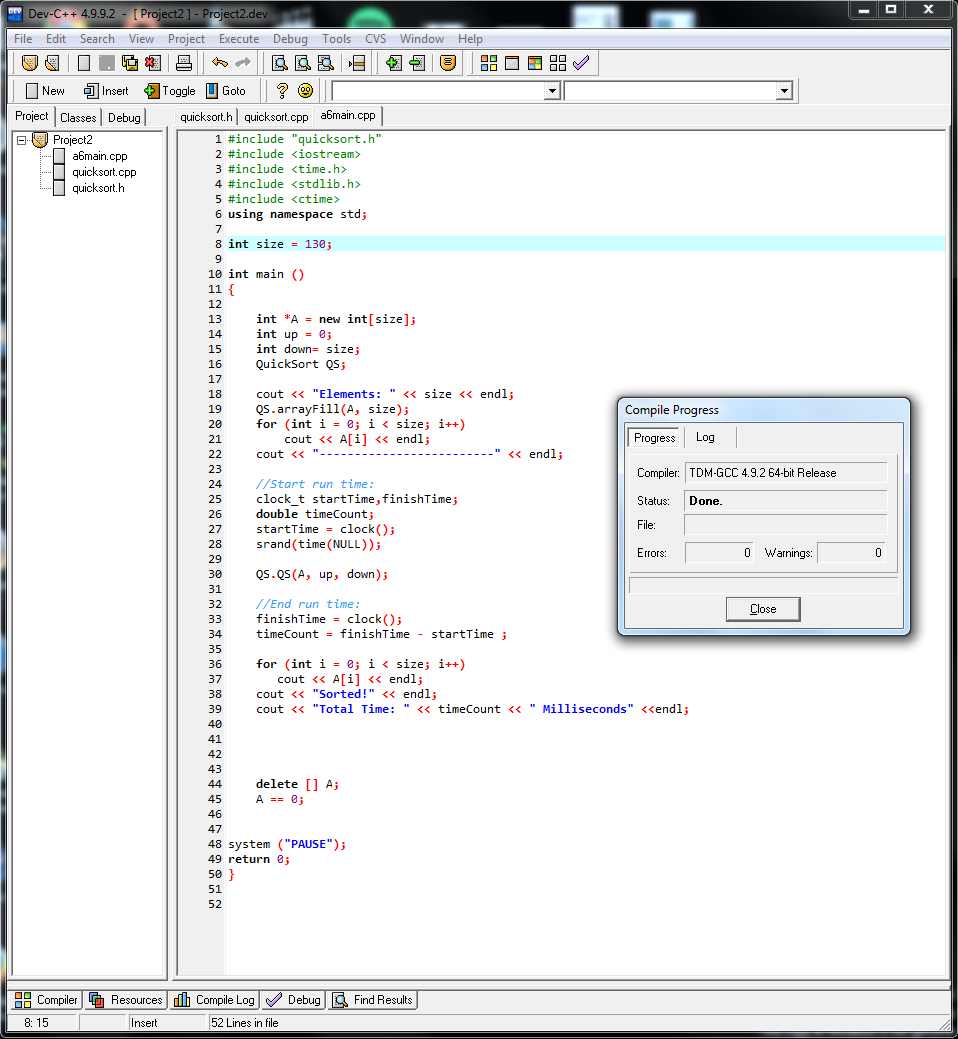 Dev-C++ 4.9.9.2 - [ Project2 ] - Project2.dev
File Edit Search View Project Execute Debug Tools CVS Window Help
New Insert Toggle Goto
Project Classes Debug
quicksort.h quicksort.cpp a6main.cpp
Project2
a6main.cpp
quicksort.cpp
quicksort.h
1 #include "quicksort.h"
2 #include <iostream>
3 #include <time.h>
4 #include <stdlib.h>
5 #include <ctime>
6 using namespace std;
7
8 int size = 130;
9
10 int main ()
11 {
12
13     int *A = new int[size];
14     int up = 0;
15     int down= size;
16     QuickSort QS;
17
18     cout << "Elements: " << size << endl;
19     QS.arrayFill(A, size);
20     for (int i = 0; i < size; i++)
21         cout << A[i] << endl;
22     cout << "-------------------------" << endl;
23
24     //Start run time:
25     clock_t startTime,finishTime;
26     double timeCount;
27     startTime = clock();
28     srand(time(NULL));
29
30     QS.QS(A, up, down);
31
32     //End run time:
33     finishTime = clock();
34     timeCount = finishTime - startTime ;
35
36     for (int i = 0; i < size; i++)
37        cout << A[i] << endl;
38     cout << "Sorted!" << endl;
39     cout << "Total Time: " << timeCount << " Milliseconds" <<endl;
40
41
42
43
44     delete [] A;
45     A == 0;
46
47
48 system ("PAUSE");
49 return 0;
50 }
51
52
Compile Progress
Progress Log
Compiler: TDM-GCC 4.9.2 64-bit Release
Status: Done.
File:
Errors: 0 Warnings: 0
Close
Compiler Resources Compile Log Debug Find Results
8: 15 Insert 52 Lines in file